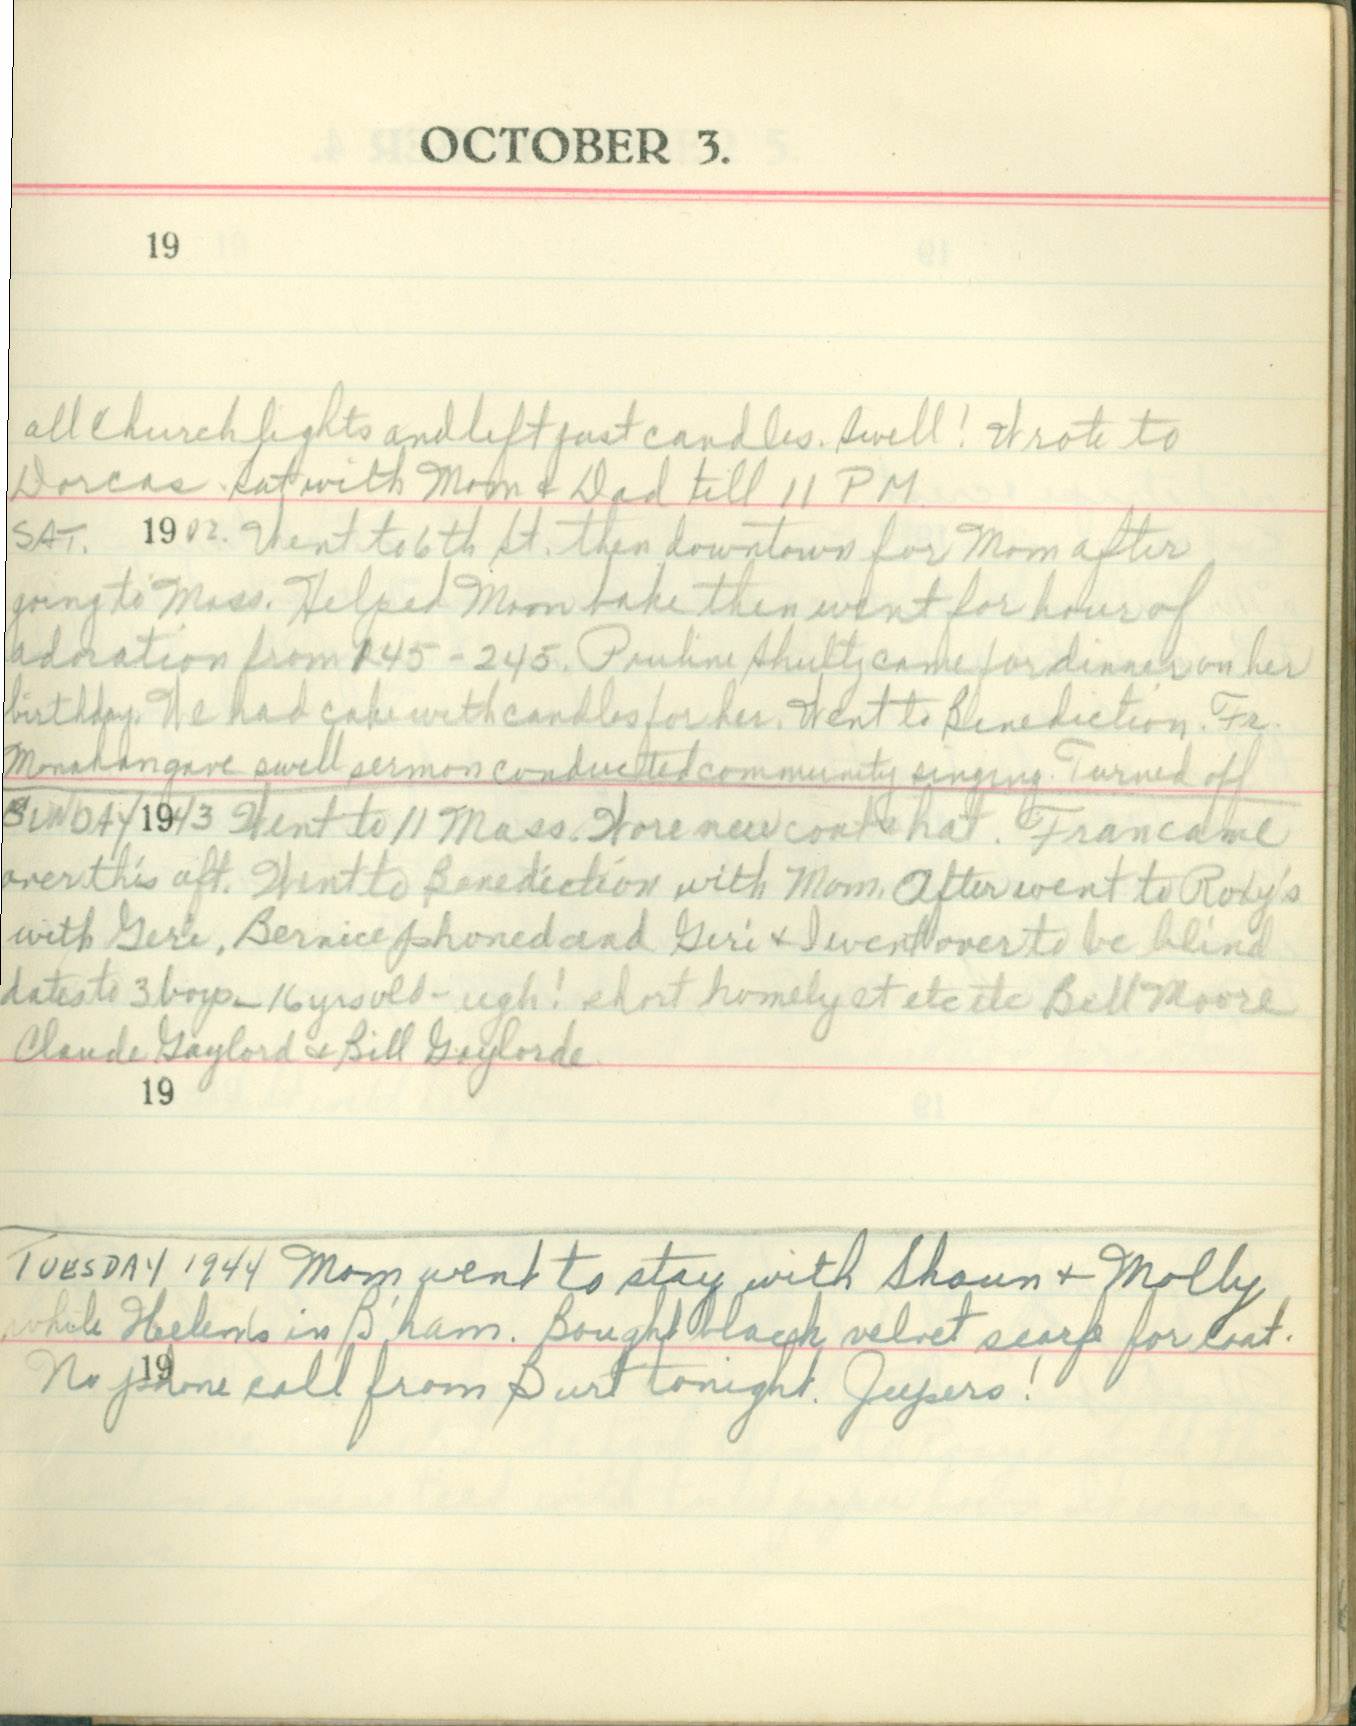 OCTOBER 3.
19
all Church lights and left just candles. Swell! Wrote to
Dorcas. Sat with Mom & Dad till 11 PM
SAT. 19 Went to 6th St. then downtown for Mom after
going to Mass. Helped Mom bake then went for hour of
adoration from 145 - 245. Pauline Shultz came for dinner on her
birthday. We had cake with candles for her. Went to Benediction. Fr.
Monahan gave swell sermon conducted community singing. Turned off
SUNDAY 1943 Went to 11 Mass. Wore new coat & hat. Fran came
over this aft. Went to Benediction with Mom. After went to Roxy's
with Geri, Bernice phoned and Geri & I went over to be blind
dates to 3 boys - 16 yrs old - ugh! short homely et etc etc Bill Moore
Claude Gaylord & Bill Gaylorde
19
TUESDAY 1944 Mom went to stay with Shaun & Molly
while Helen's in B'ham. Bought black velvet scarf for coat.
19
No phone call from Burt tonight. Jeepers!